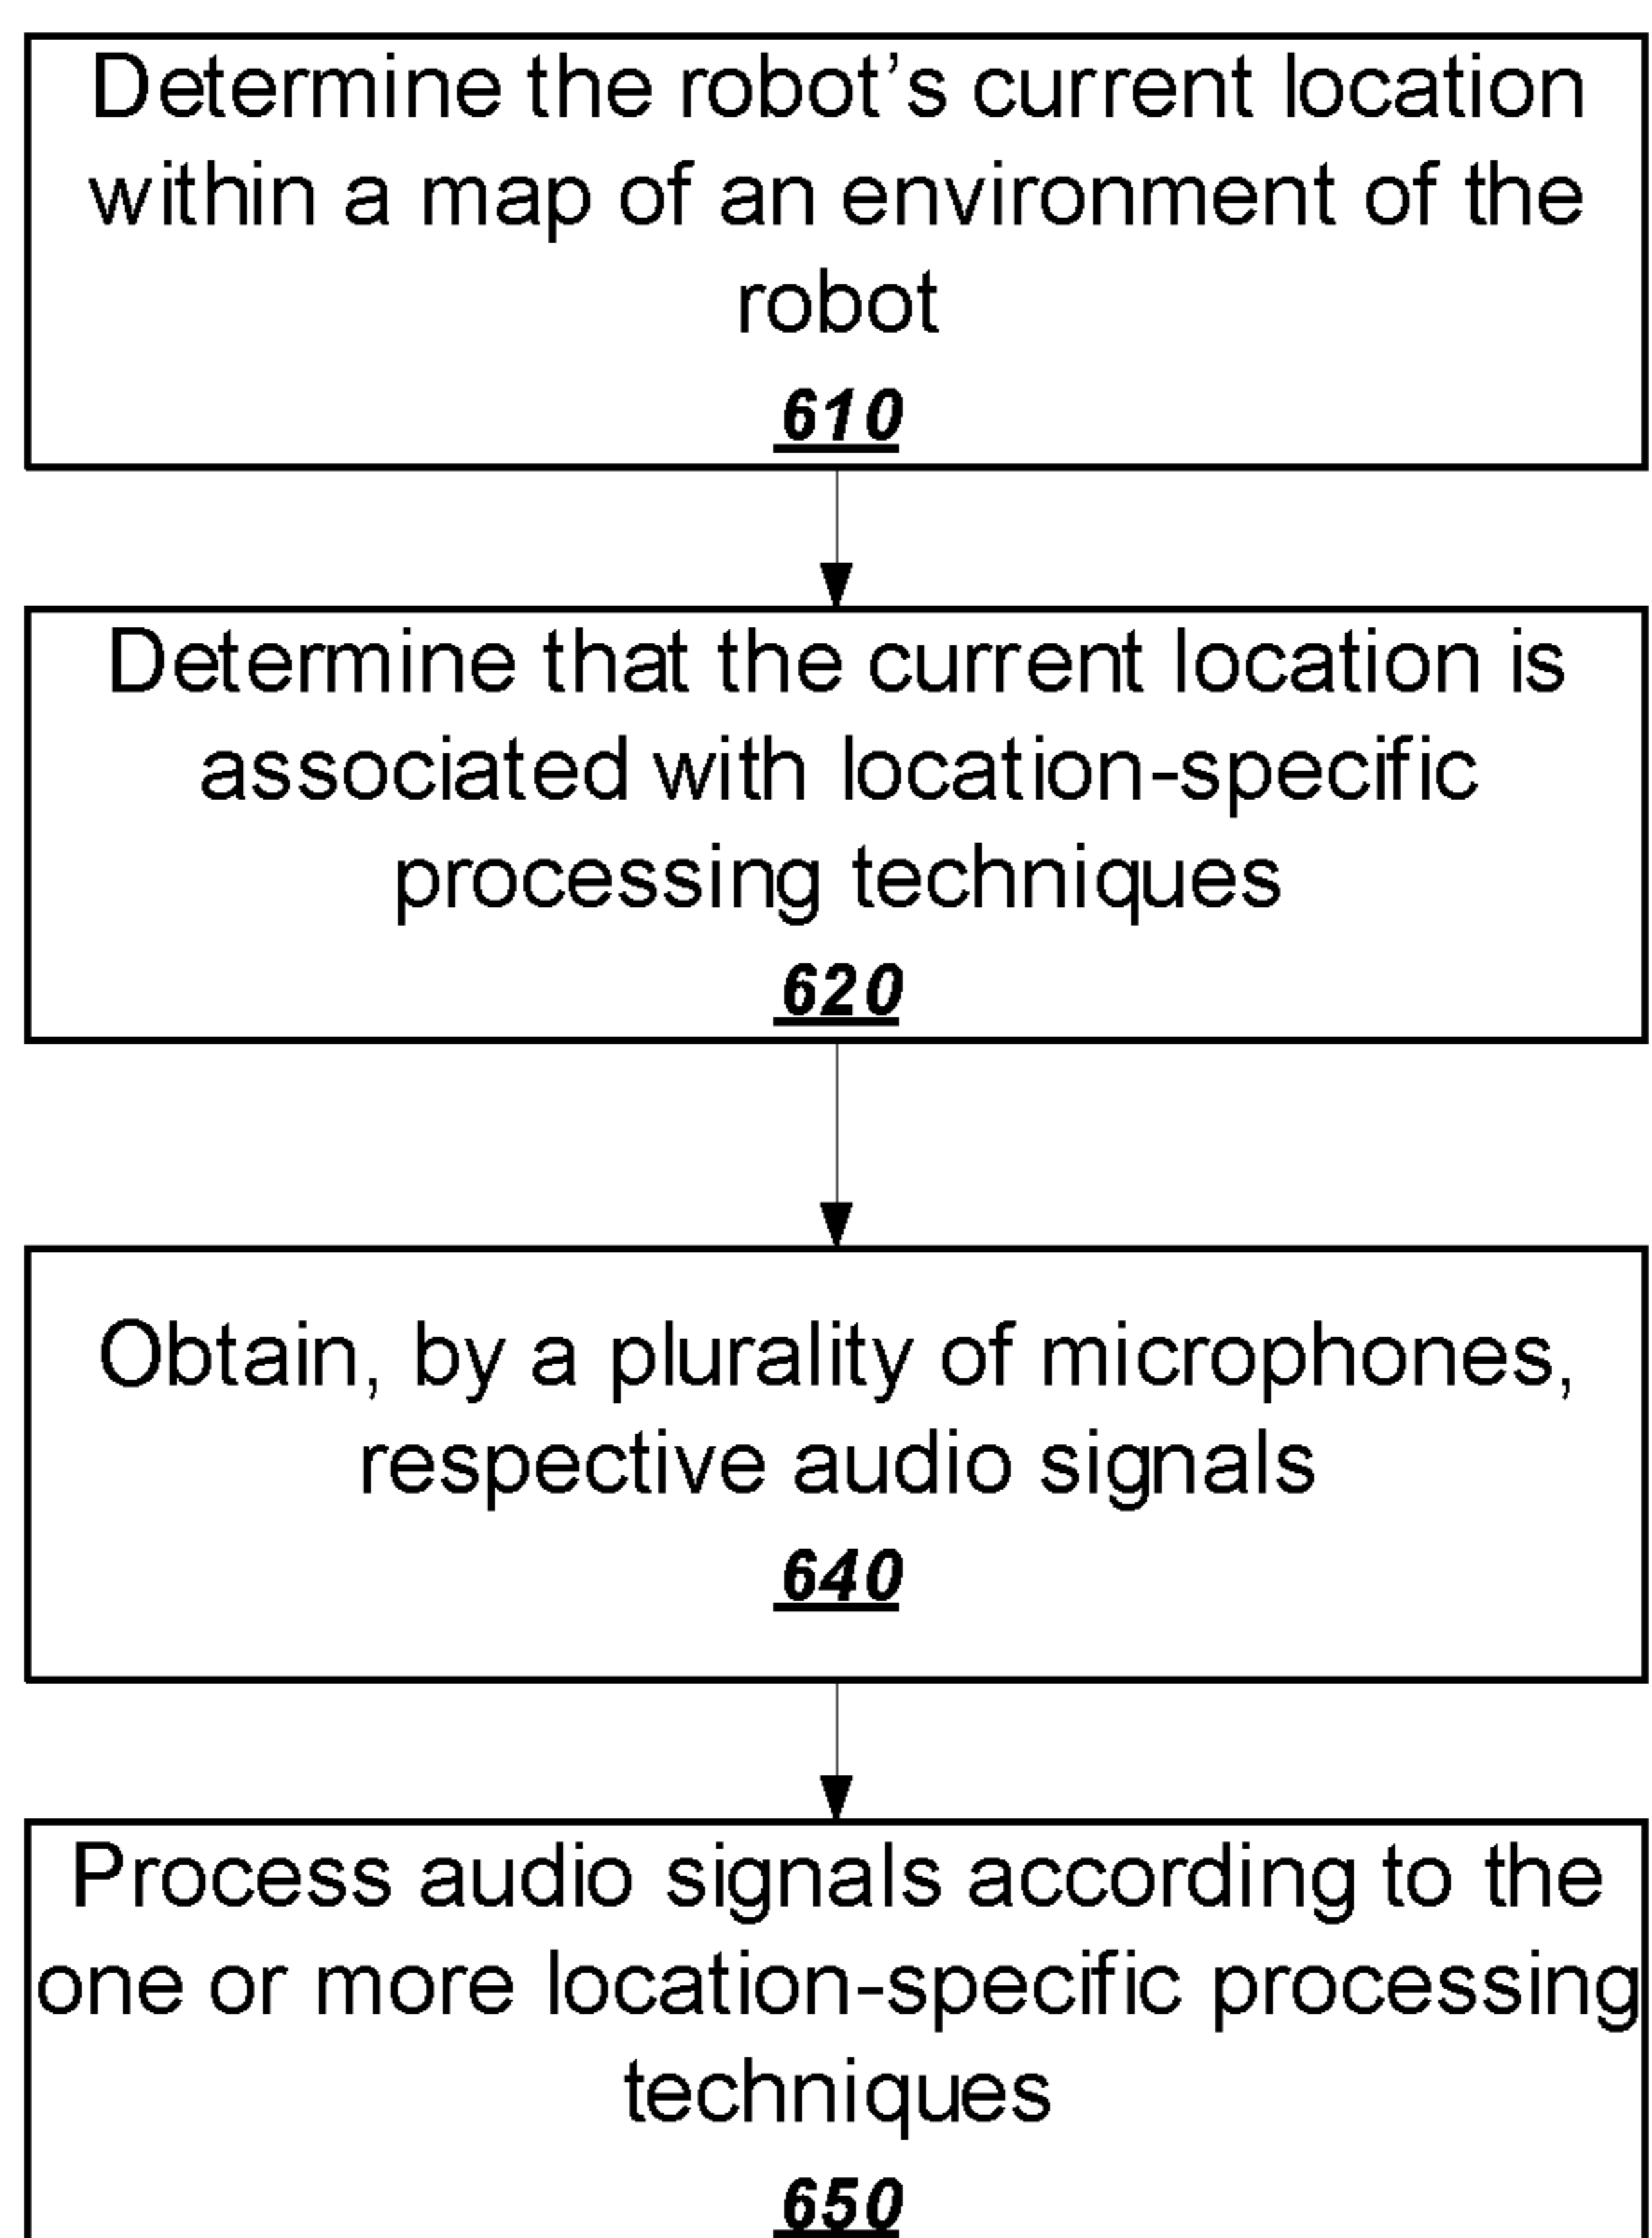 Determine the robot’s current location
within a map of an environment of the
robot
610
Determine that the current location is
associated with location-specific
processing techniques
620
Obtain, by a plurality of microphones,
respective audio signals
640
Process audio signals according to the
one or more location-specific processing
techniques
650